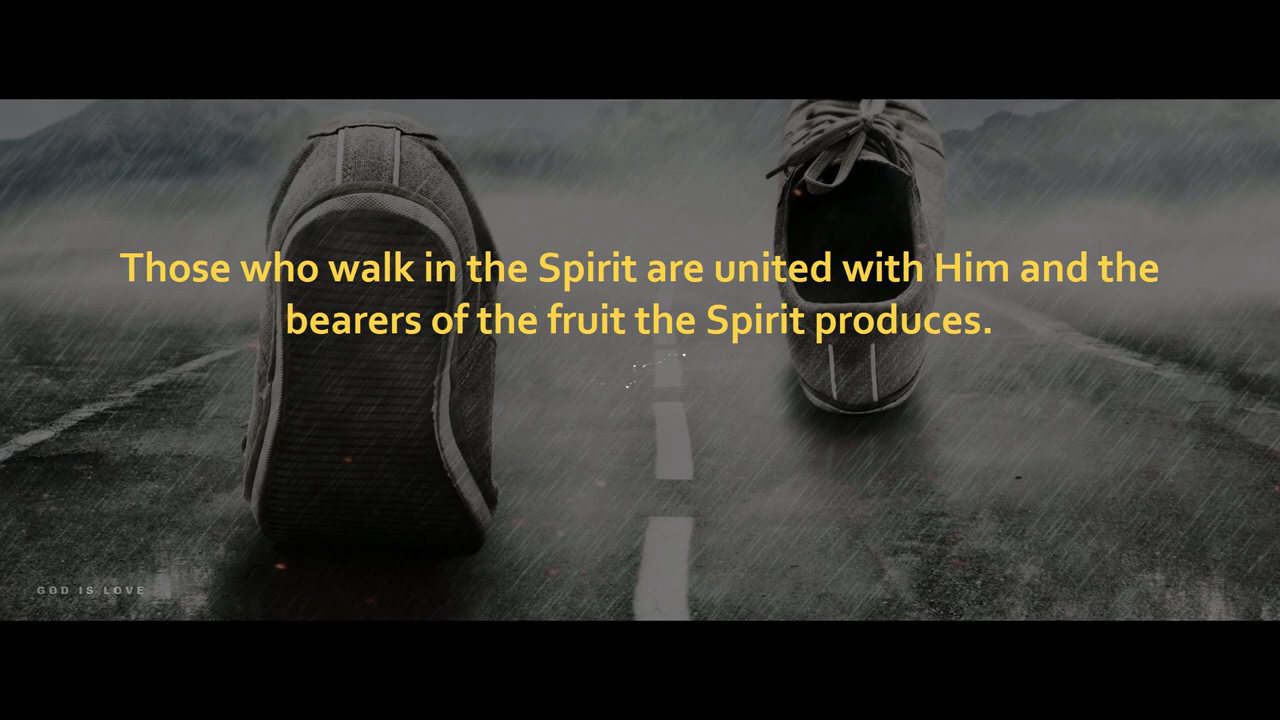 Those who walk in the Spirit are united with Him and the
bearers of the fruit the Spirit produces.
GOD IS LOVE